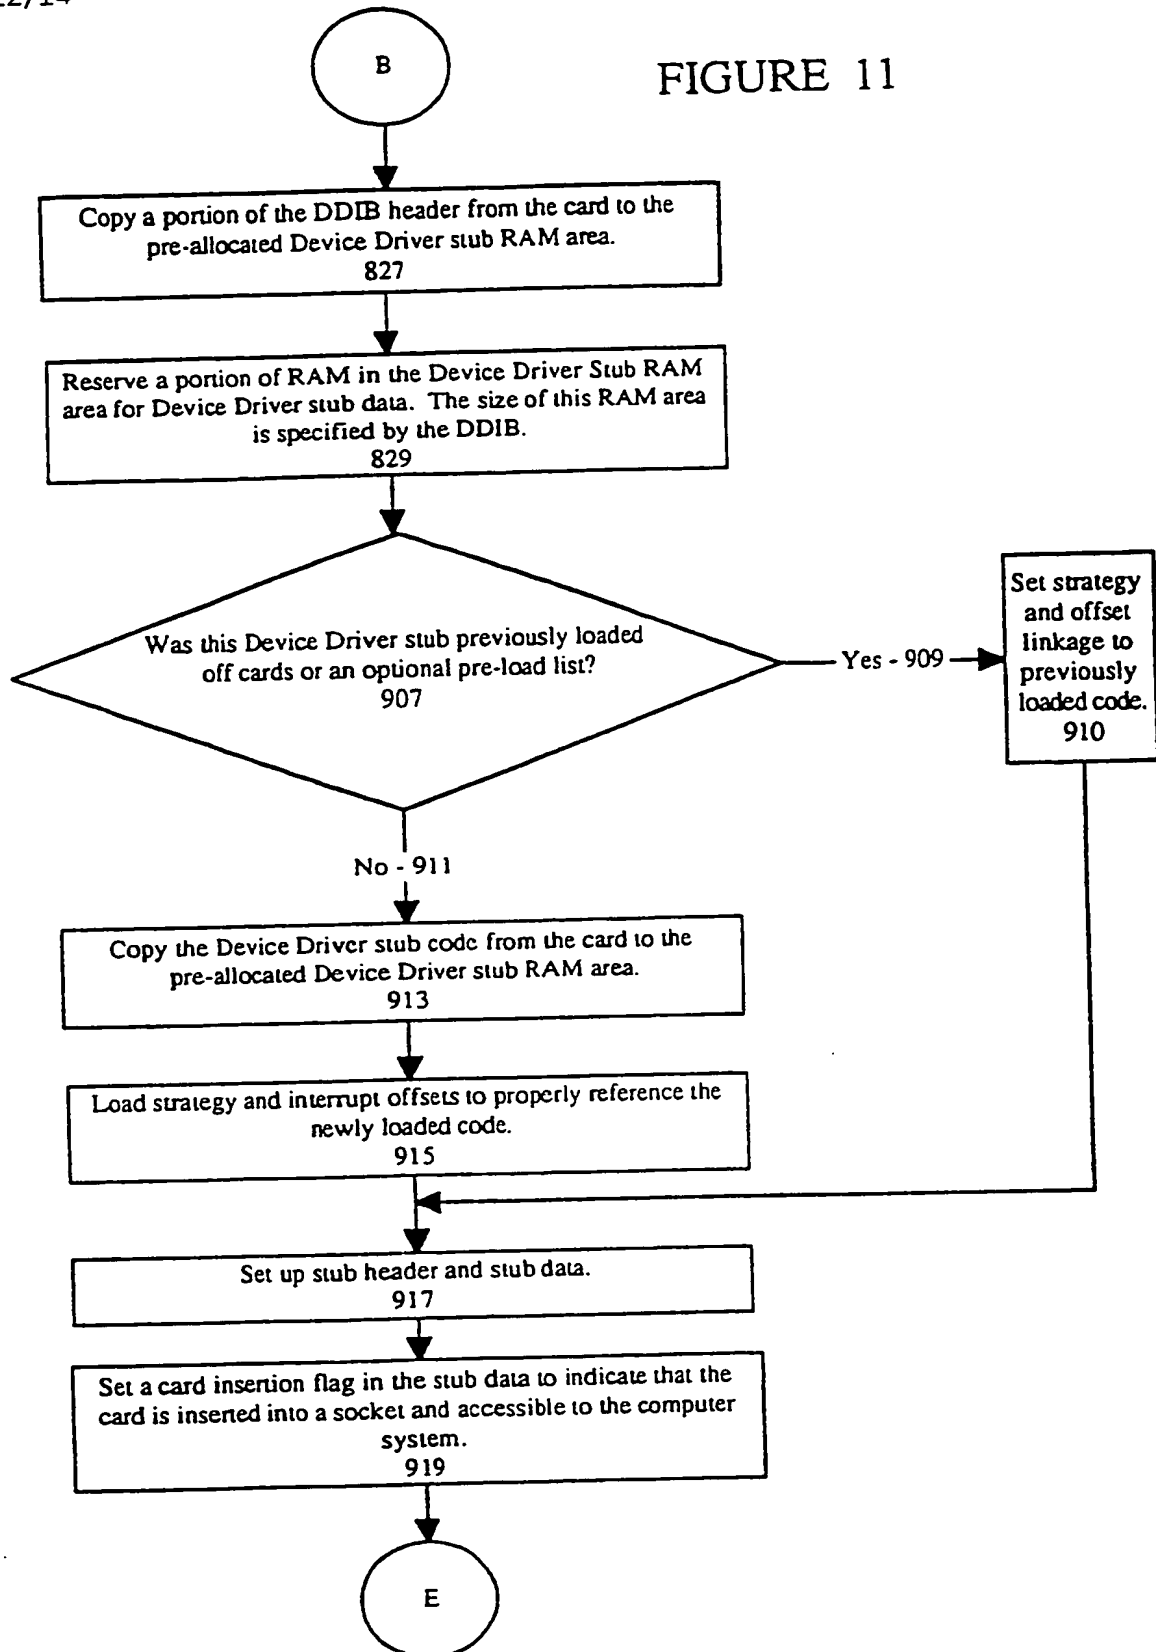 FIGURE 11
B
Copy a portion of the DDIB header from the card to the
pre-allocated Device Driver stub RAM area.
827
Reserve a portion of RAM in the Device Driver Stub RAM
area for Device Driver stub data. The size of this RAM area
is specified by the DDIB.
829
Was this Device Driver stub previously loaded
off cards or an optional pre-load list?
907
Yes - 909
Set strategy
and offset
linkage to
previously
loaded code.
910
No - 911
Copy the Device Driver stub code from the card to the
pre-allocated Device Driver stub RAM area.
913
Load strategy and interrupt offsets to properly reference the
newly loaded code.
915
Set up stub header and stub data.
917
Set a card insertion flag in the stub data to indicate that the
card is inserted into a socket and accessible to the computer
system.
919
E